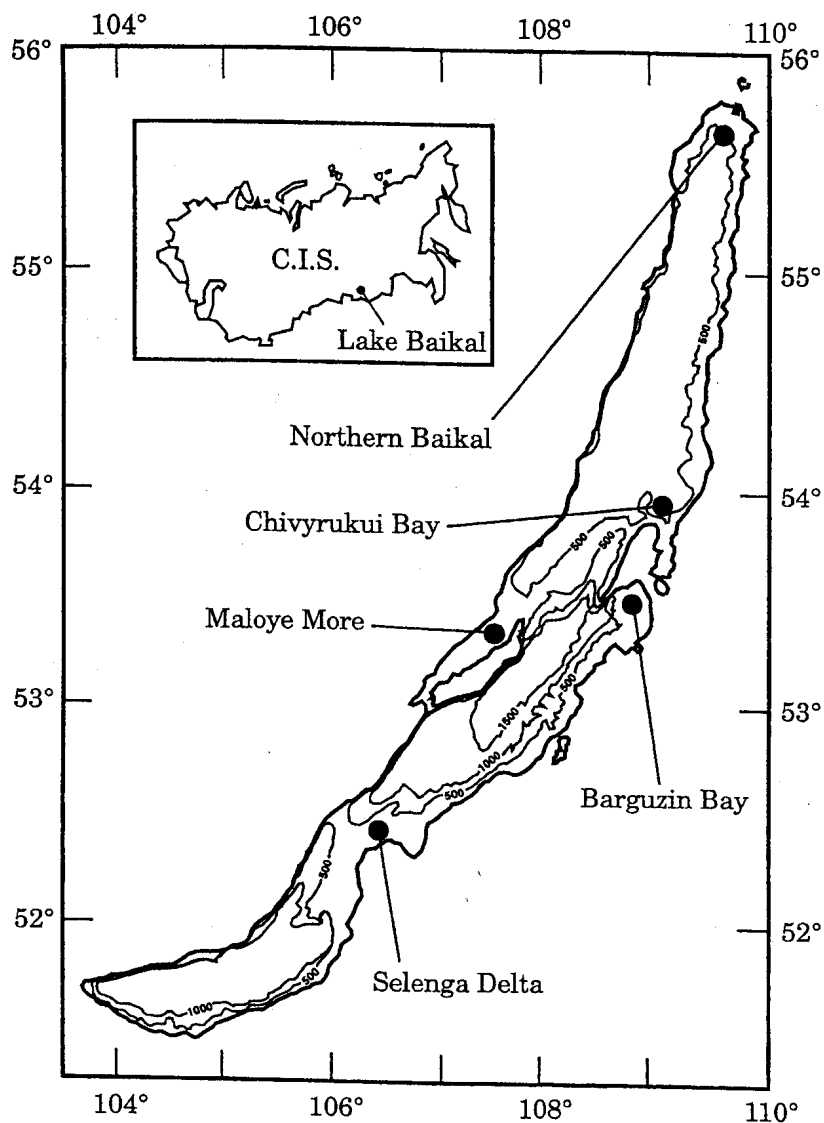 104° 106° 108° 110°
56° 56°
C.I.S.
55° 55°
Lake Baikal
500
Northern Baikal
54° 54°
Chivyrukui Bay
500 500
Maloye More
53° 53°
500
1500
1000
500
Barguzin Bay
500
52° 52°
Selenga Delta
500
1000
104° 106° 108° 110°